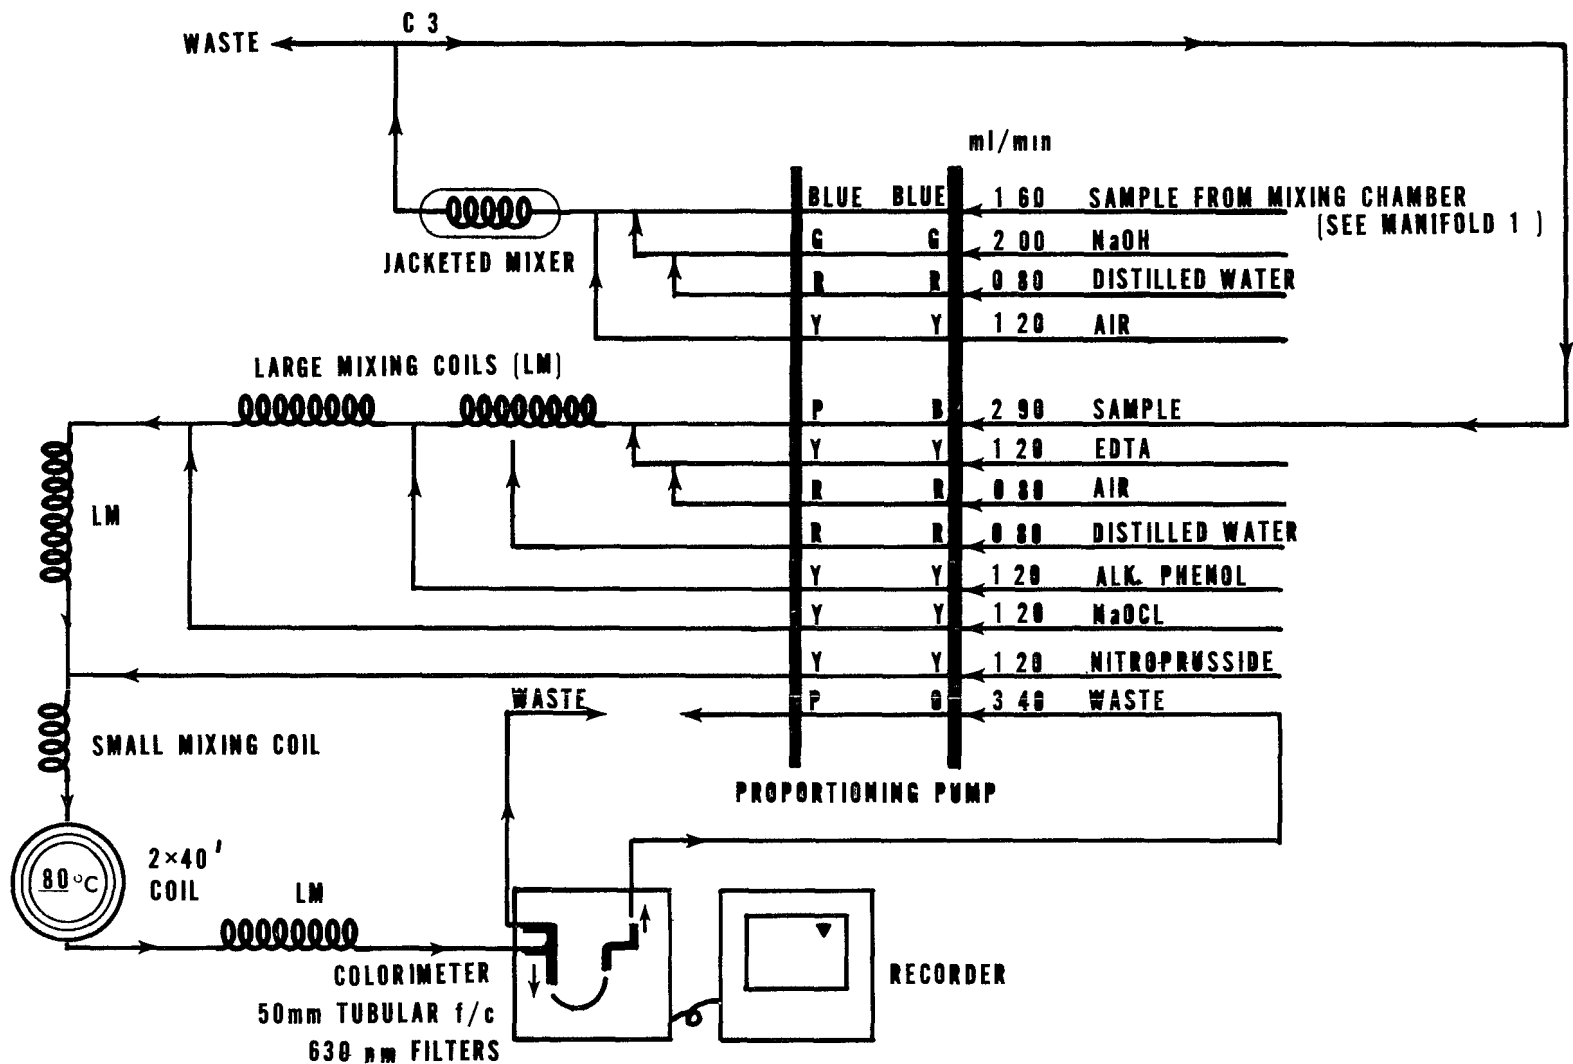 C 3
WASTE
ml/min
BLUE BLUE 1 60 SAMPLE FROM MIXING CHAMBER
(SEE MANIFOLD 1 )
G G 2 00 NaOH
JACKETED MIXER
R R 0 80 DISTILLED WATER
Y Y 1 20 AIR
LARGE MIXING COILS (LM)
P B 2 90 SAMPLE
Y Y 1 20 EDTA
R R 0 80 AIR
LM
R R 0 80 DISTILLED WATER
Y Y 1 20 ALK. PHENOL
Y Y 1 20 NaOCL
Y Y 1 20 NITROPRUSSIDE
WASTE P O 3 40 WASTE
SMALL MIXING COIL
PROPORTIONING PUMP
80 °C
2×40'
COIL
LM
COLORIMETER
50mm TUBULAR f/c
630 nm FILTERS
RECORDER